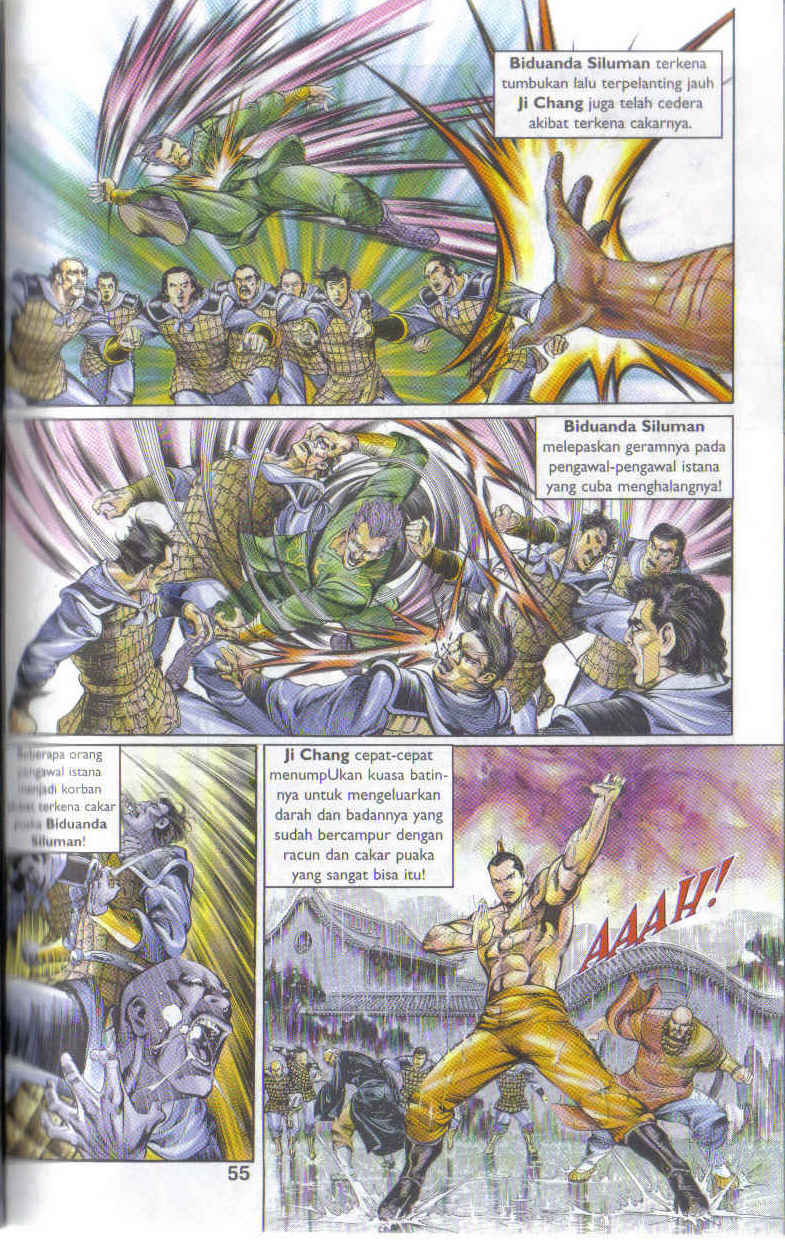 Biduanda Siluman terkena
tumbukan lalu terpelanting jauh
Ji Chang juga telah cedera
akibat terkena cakarnya.
Biduanda Siluman
melepaskan geramnya pada
pengawal-pengawal istana
yang cuba menghalangnya!
Beberapa orang
pengawal istana
menjadi korban
terkena cakar
Biduanda
Siluman!
Ji Chang cepat-cepat
menumpUkan kuasa batin-
nya untuk mengeluarkan
darah dan badannya yang
sudah bercampur dengan
racun dan cakar puaka
yang sangat bisa itu!
AAAH!
55